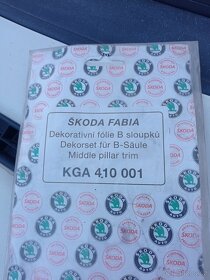 ŠKODA FABIA
Dekorativní fólie B sloupků
Dekorset für B-Säule
Middle pillar trim
KGA 410 001